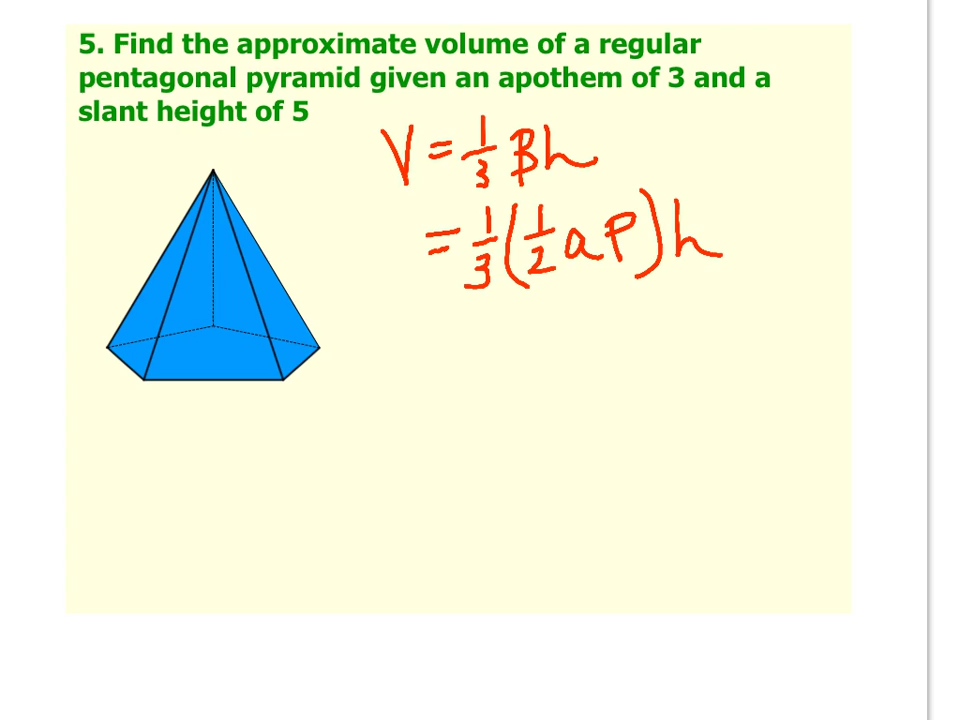 5. Find the approximate volume of a regular
pentagonal pyramid given an apothem of 3 and a
slant height of 5
V = 1/3 Bh
= 1/3 (1/2 a P) h